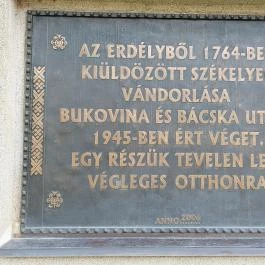 AZ ERDÉLYBŐL 1764-BE
KIÜLDÖZÖTT SZÉKELYE
VÁNDORLÁSA
BUKOVINA ÉS BÁCSKA UT
1945-BEN ÉRT VÉGET.
EGY RÉSZÜK TEVELEN LE
VÉGLEGES OTTHONRA
ANNO 2006